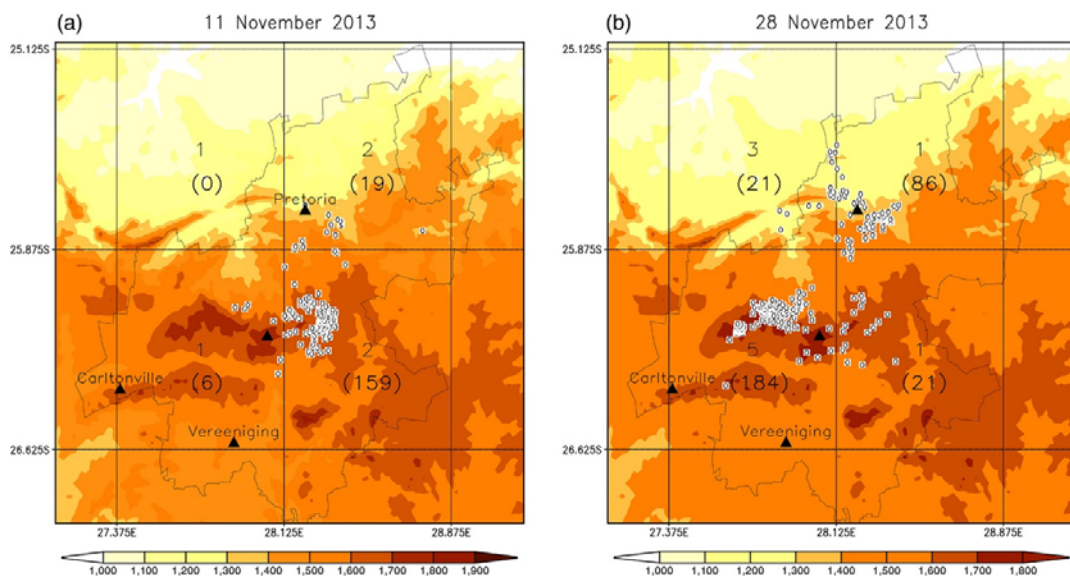 (a) 11 November 2013
25.125S
1 2
(0) (19)
Pretoria
25.875S
1 2
(6) (159)
Carltonville
Vereeniging
26.625S
27.375E 28.125E 28.875E
1,000 1,100 1,200 1,300 1,400 1,500 1,600 1,700 1,800 1,900
(b) 28 November 2013
25.125S
3 1
(21) (86)
25.875S
5 1
(184) (21)
Carltonville
Vereeniging
26.625S
27.375E 28.125E 28.875E
1,000 1,100 1,200 1,300 1,400 1,500 1,600 1,700 1,800